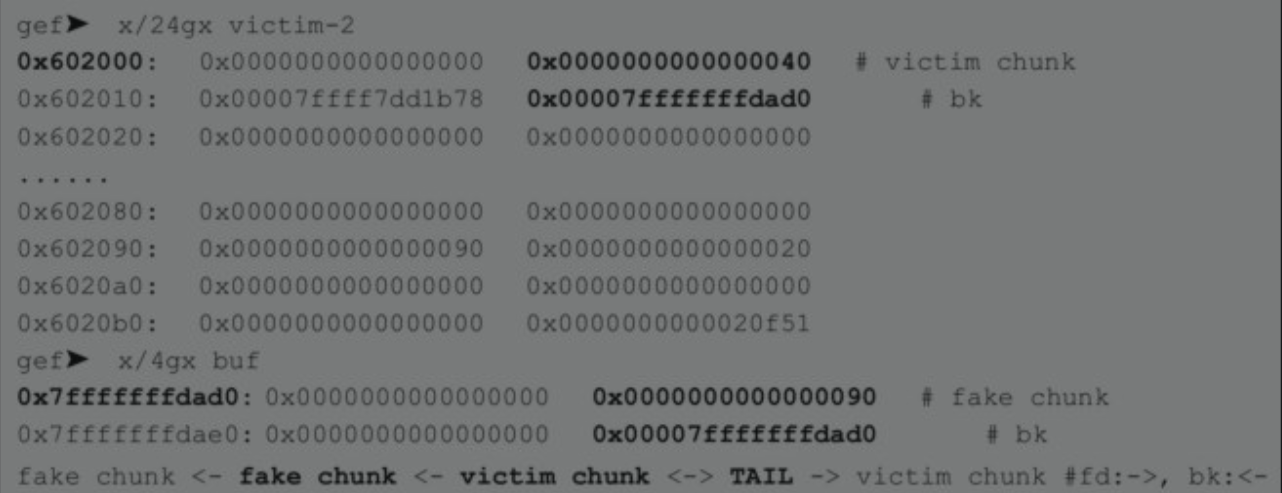 gef➤ x/24gx victim-2
0x602000: 0x0000000000000000 0x0000000000000040 # victim chunk
0x602010: 0x00007ffff7dd1b78 0x00007fffffffdad0 # bk
0x602020: 0x0000000000000000 0x0000000000000000
......
0x602080: 0x0000000000000000 0x0000000000000000
0x602090: 0x0000000000000090 0x0000000000000020
0x6020a0: 0x0000000000000000 0x0000000000000000
0x6020b0: 0x0000000000000000 0x0000000000020f51
gef➤ x/4gx buf
0x7fffffffdad0: 0x0000000000000000 0x0000000000000090 # fake chunk
0x7fffffffdae0: 0x0000000000000000 0x00007fffffffdad0 # bk
fake chunk <- fake chunk <- victim chunk <-> TAIL -> victim chunk #fd:->, bk:<-